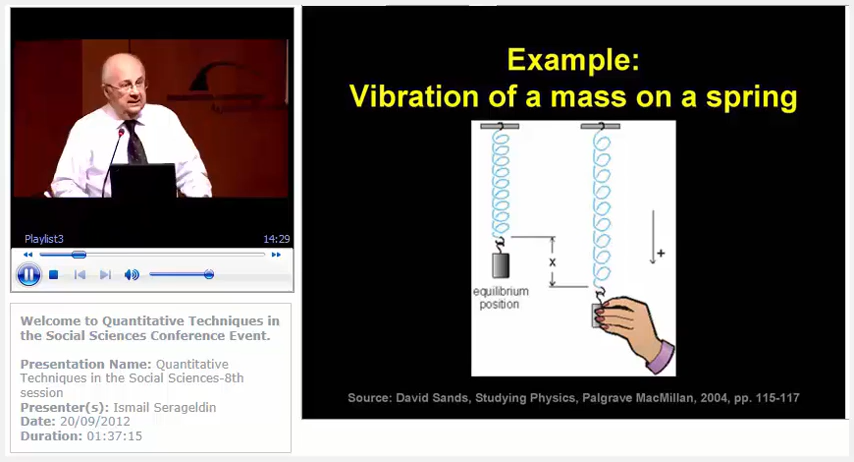 Playlist3
14:29
Welcome to Quantitative Techniques in
the Social Sciences Conference Event.
Presentation Name: Quantitative
Techniques in the Social Sciences-8th
session
Presenter(s): Ismail Serageldin
Date: 20/09/2012
Duration: 01:37:15
Example:
Vibration of a mass on a spring
x
+
equilibrium
position
Source: David Sands, Studying Physics, Palgrave MacMillan, 2004, pp. 115-117